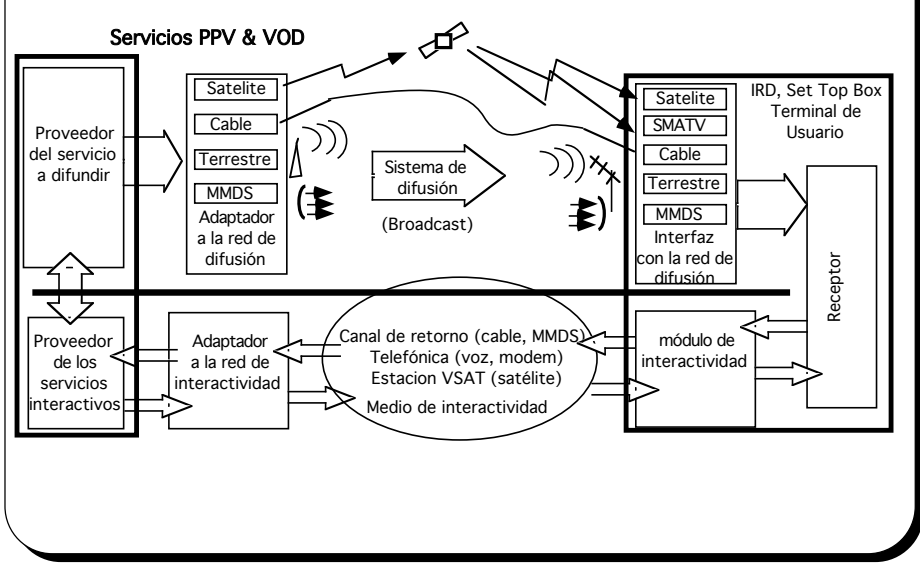 Servicios PPV & VOD
Proveedor
del servicio
a difundir
Satelite
Cable
Terrestre
MMDS
Adaptador
a la red de
difusión
Sistema de
difusión
(Broadcast)
Satelite
SMATV
Cable
Terrestre
MMDS
Interfaz
con la red de
difusión
IRD, Set Top Box
Terminal de
Usuario
Receptor
Proveedor
de los
servicios
interactivos
Adaptador
a la red de
interactividad
Canal de retorno (cable, MMDS)
Telefónica (voz, modem)
Estacion VSAT (satélite)
Medio de interactividad
módulo de
interactividad